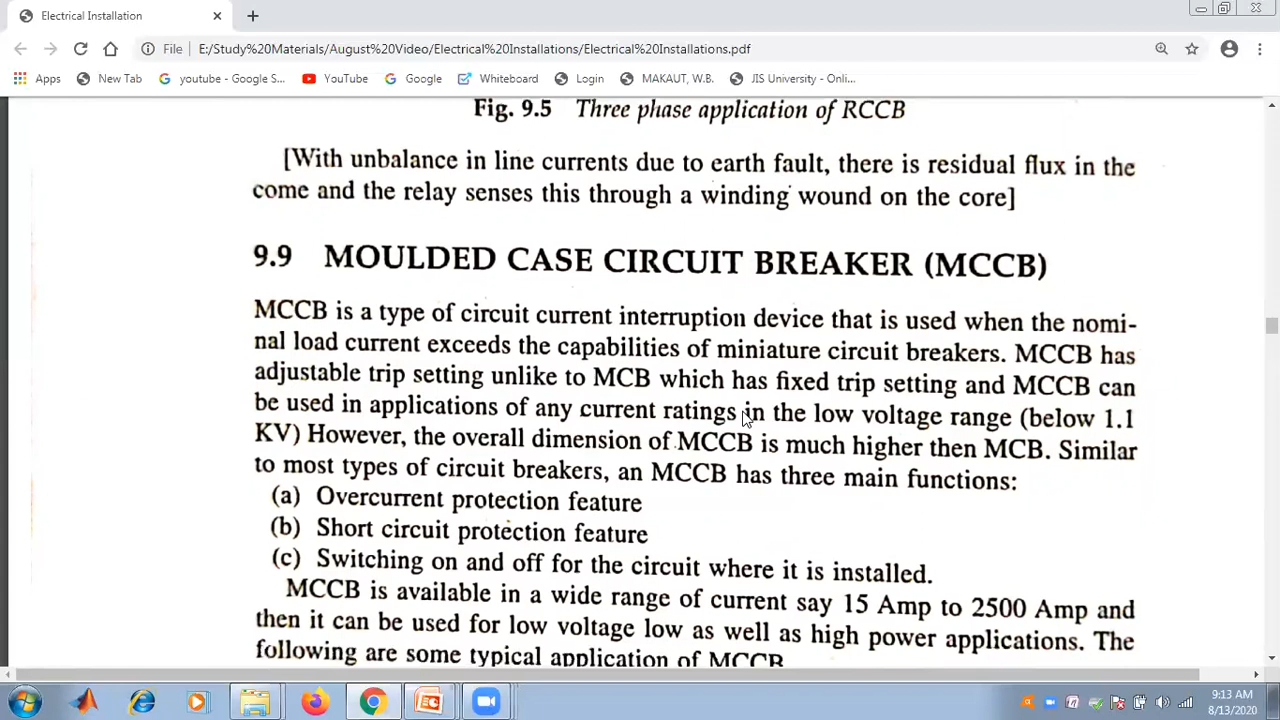 Electrical Installation
File
E:/Study%20Materials/August%20Video/Electrical%20Installations/Electrical%20Installations.pdf
Apps
New Tab
youtube - Google S...
YouTube
Google
Whiteboard
Login
MAKAUT, W.B.
JIS University - Onli...
Fig. 9.5 Three phase application of RCCB
[With unbalance in line currents due to earth fault, there is residual flux in the
come and the relay senses this through a winding wound on the core]
9.9 MOULDED CASE CIRCUIT BREAKER (MCCB)
MCCB is a type of circuit current interruption device that is used when the nomi-
nal load current exceeds the capabilities of miniature circuit breakers. MCCB has
adjustable trip setting unlike to MCB which has fixed trip setting and MCCB can
be used in applications of any current ratings in the low voltage range (below 1.1
KV) However, the overall dimension of MCCB is much higher then MCB. Similar
to most types of circuit breakers, an MCCB has three main functions:
(a) Overcurrent protection feature
(b) Short circuit protection feature
(c) Switching on and off for the circuit where it is installed.
MCCB is available in a wide range of current say 15 Amp to 2500 Amp and
then it can be used for low voltage low as well as high power applications. The
following are some typical application of MCCB
9:13 AM
8/13/2020